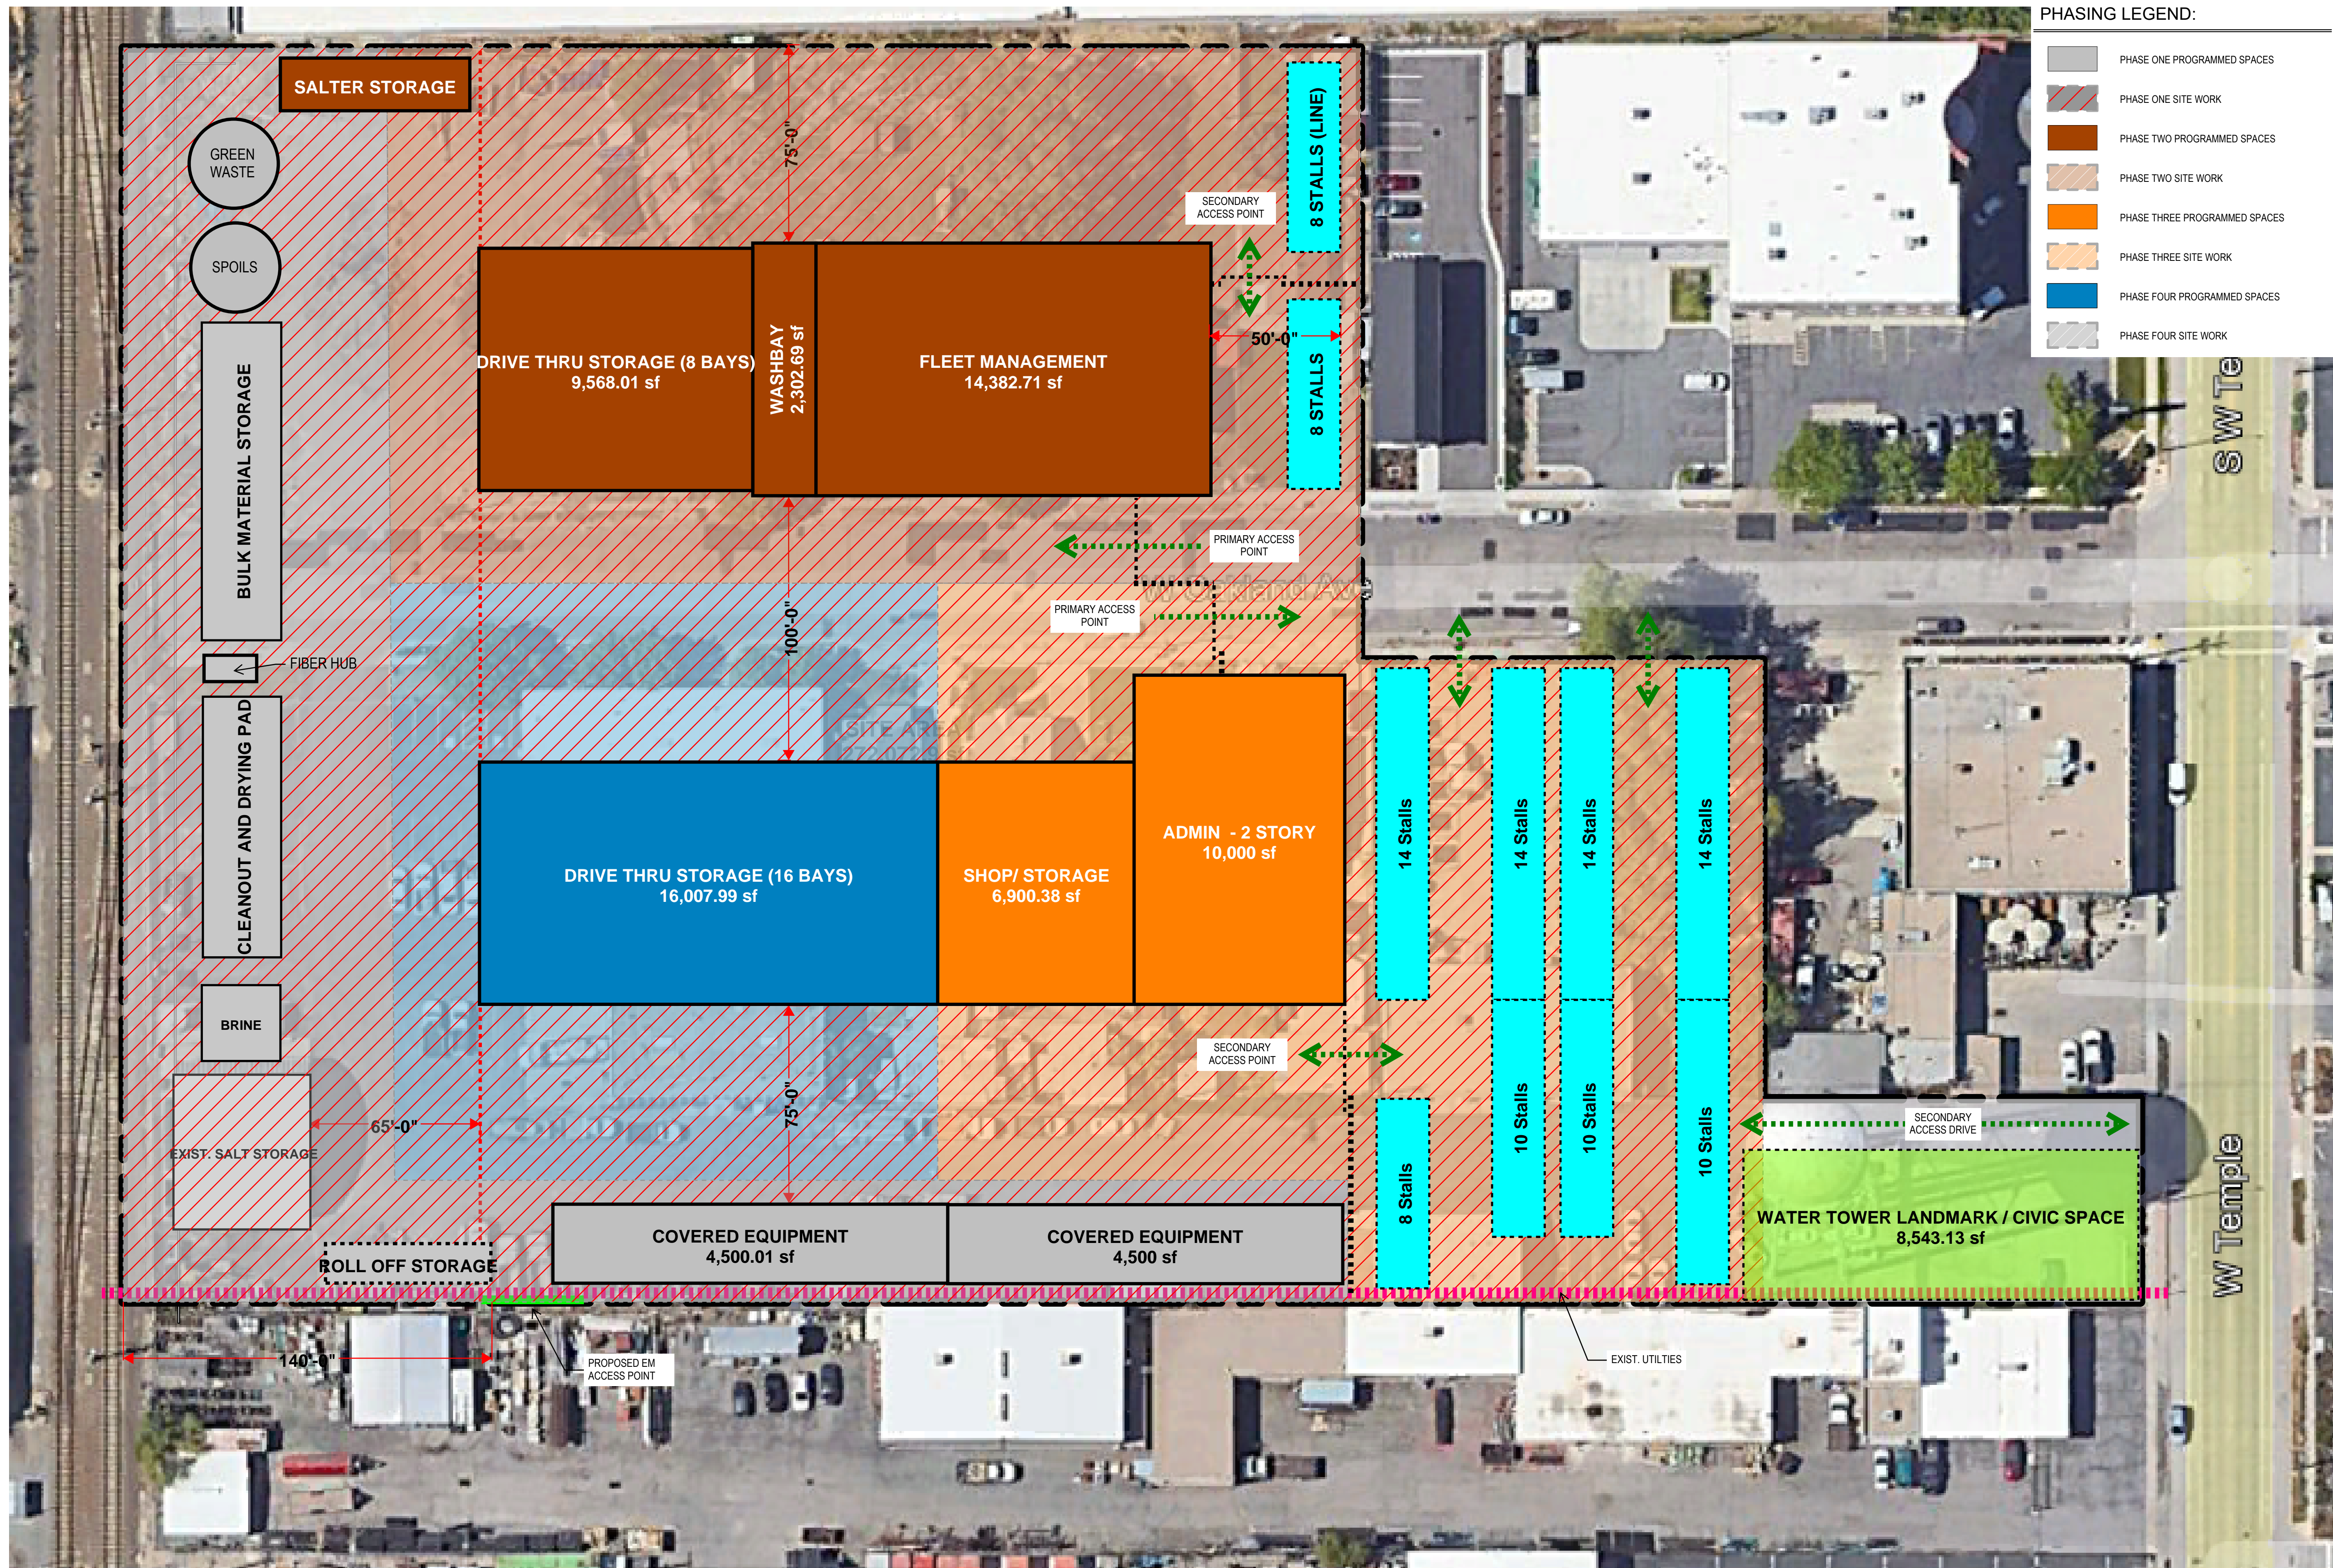 PHASING LEGEND:
PHASE ONE PROGRAMMED SPACES
PHASE ONE SITE WORK
PHASE TWO PROGRAMMED SPACES
PHASE TWO SITE WORK
PHASE THREE PROGRAMMED SPACES
PHASE THREE SITE WORK
PHASE FOUR PROGRAMMED SPACES
PHASE FOUR SITE WORK
SALTER STORAGE
GREEN
WASTE
SPOILS
BULK MATERIAL STORAGE
FIBER HUB
CLEANOUT AND DRYING PAD
BRINE
EXIST. SALT STORAGE
ROLL OFF STORAGE
75'-0"
8 STALLS (LINE)
SECONDARY
ACCESS POINT
50'-0"
8 STALLS
DRIVE THRU STORAGE (8 BAYS)
9,568.01 sf
WASHBAY
2,302.69 sf
FLEET MANAGEMENT
14,382.71 sf
PRIMARY ACCESS
POINT
W Oakland Ave
PRIMARY ACCESS
POINT
100'-0"
SITE AREA
272,072.9 sf
DRIVE THRU STORAGE (16 BAYS)
16,007.99 sf
SHOP/ STORAGE
6,900.38 sf
ADMIN - 2 STORY
10,000 sf
14 Stalls
14 Stalls
14 Stalls
14 Stalls
SECONDARY
ACCESS POINT
75'-0"
65'-0"
8 Stalls
10 Stalls
10 Stalls
10 Stalls
SECONDARY
ACCESS DRIVE
WATER TOWER LANDMARK / CIVIC SPACE
8,543.13 sf
COVERED EQUIPMENT
4,500.01 sf
COVERED EQUIPMENT
4,500 sf
140'-0"
PROPOSED EM
ACCESS POINT
EXIST. UTILTIES
S W Te
W Temple